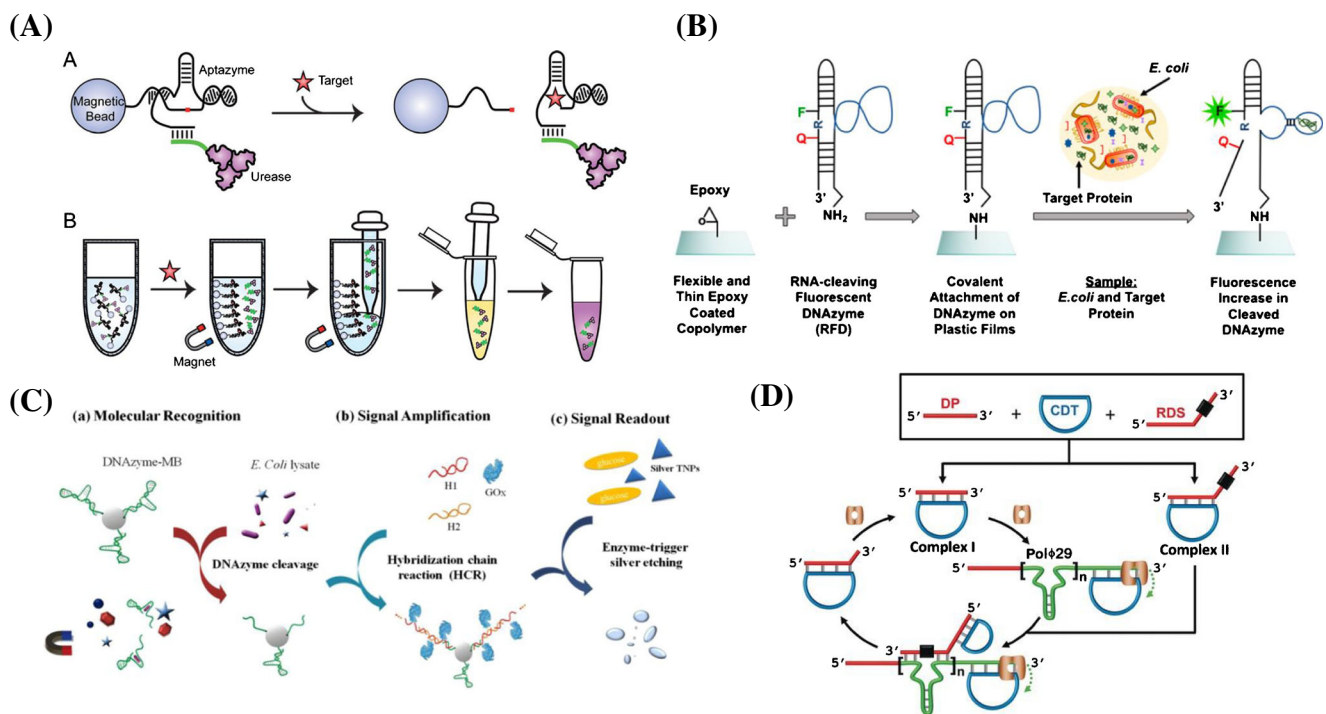 (A)
A
Magnetic
Bead
Aptazyme
Target
Urease
B
Magnet
(B)
E. coli
F
R
Q
3'
NH₂
F
R
Q
3'
NH
Target Protein
F
R
Q
3'
NH
Epoxy
O
Flexible and
Thin Epoxy
Coated
Copolymer
RNA-cleaving
Fluorescent
DNAzyme
(RFD)
Covalent
Attachment of
DNAzyme on
Plastic Films
Sample:
E.coli and Target
Protein
Fluorescence
Increase in
Cleaved
DNAzyme
(C)
(a) Molecular Recognition
DNAzyme-MB
E. Coli lysate
DNAzyme cleavage
(b) Signal Amplification
H1
GOx
H2
Hybridization chain
reaction (HCR)
(c) Signal Readout
glucose
Silver TNPs
glucose
Enzyme-trigger
silver etching
(D)
5' DP 3' + CDT + 5' RDS 3'
5' 3'
Complex I
5' 3'
Complex II
Polϕ29
5' n 3'
5'
5'
3'
5' n 3'